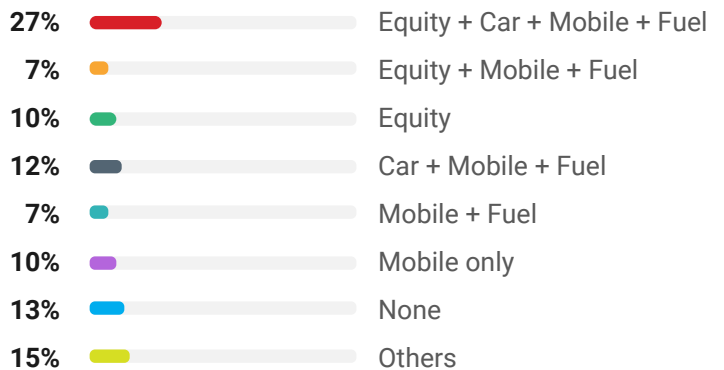 27% Equity + Car + Mobile + Fuel
7% Equity + Mobile + Fuel
10% Equity
12% Car + Mobile + Fuel
7% Mobile + Fuel
10% Mobile only
13% None
15% Others